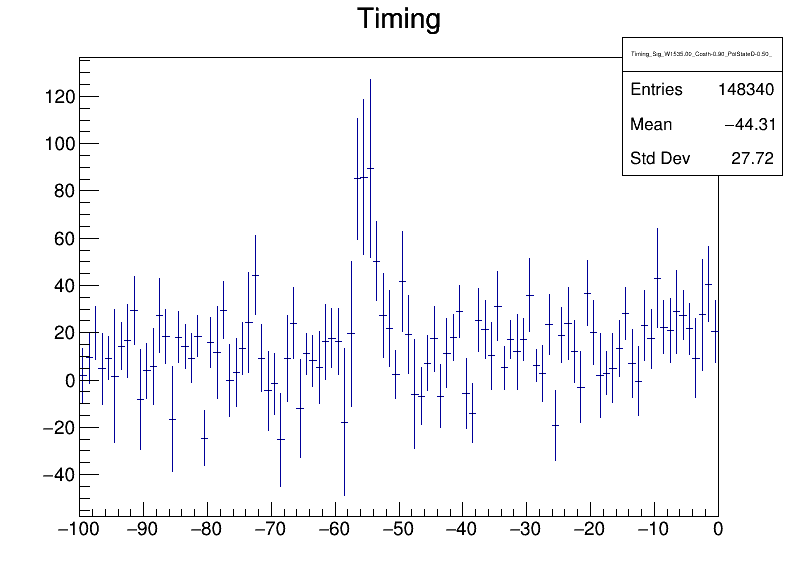 Timing
Timing_Sig_W1535.00_Costh-0.90_PolStateD-0.50_
Entries 148340
Mean −44.31
Std Dev 27.72
120
100
80
60
40
20
0
−20
−40
−100 −90 −80 −70 −60 −50 −40 −30 −20 −10 0